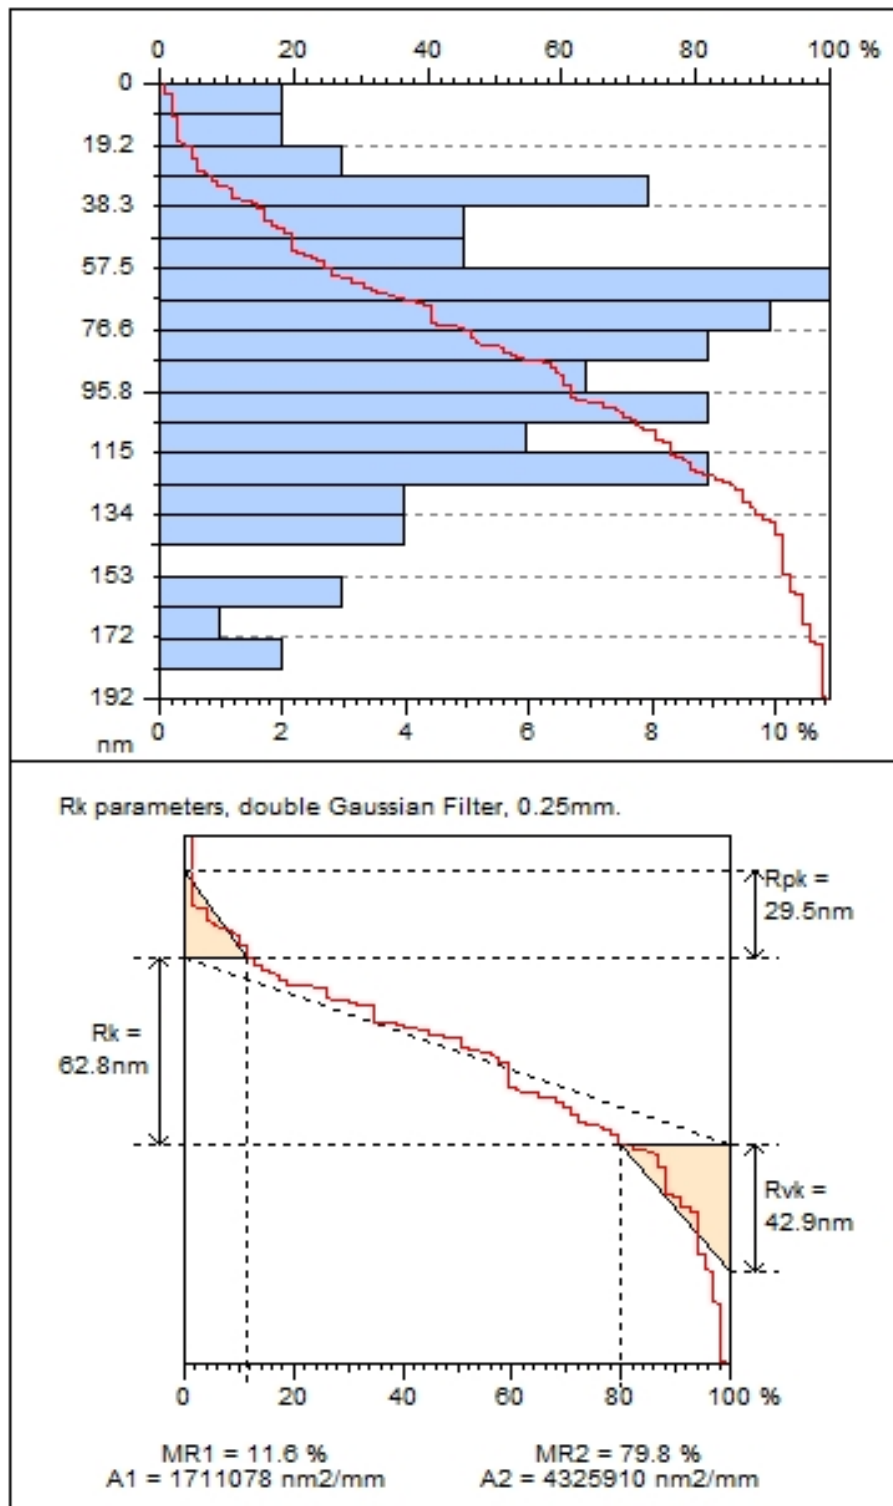 0 20 40 60 80 100 %
0
19.2
38.3
57.5
76.6
95.8
115
134
153
172
192
0 2 4 6 8 10 %
nm
Rk parameters, double Gaussian Filter, 0.25mm.
Rpk =
29.5nm
Rk =
62.8nm
Rvk =
42.9nm
0 20 40 60 80 100 %
MR1 = 11.6 % MR2 = 79.8 %
A1 = 1711078 nm2/mm A2 = 4325910 nm2/mm